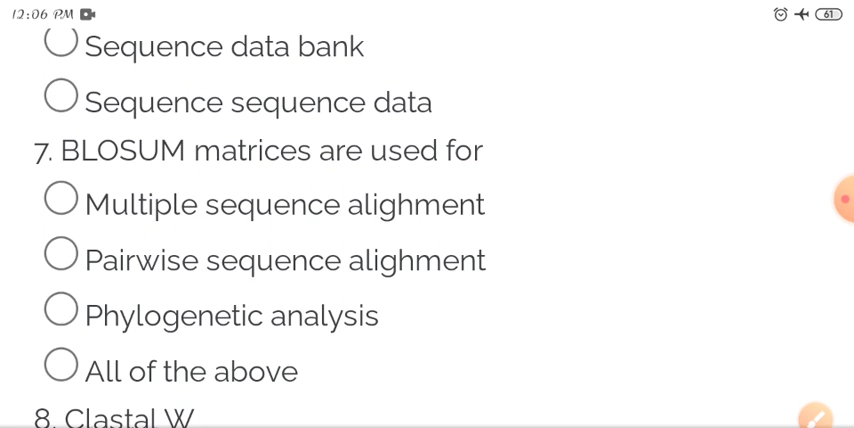 12:06 PM
61
Sequence data bank
Sequence sequence data
7. BLOSUM matrices are used for
Multiple sequence alighment
Pairwise sequence alighment
Phylogenetic analysis
All of the above
8. Clastal W